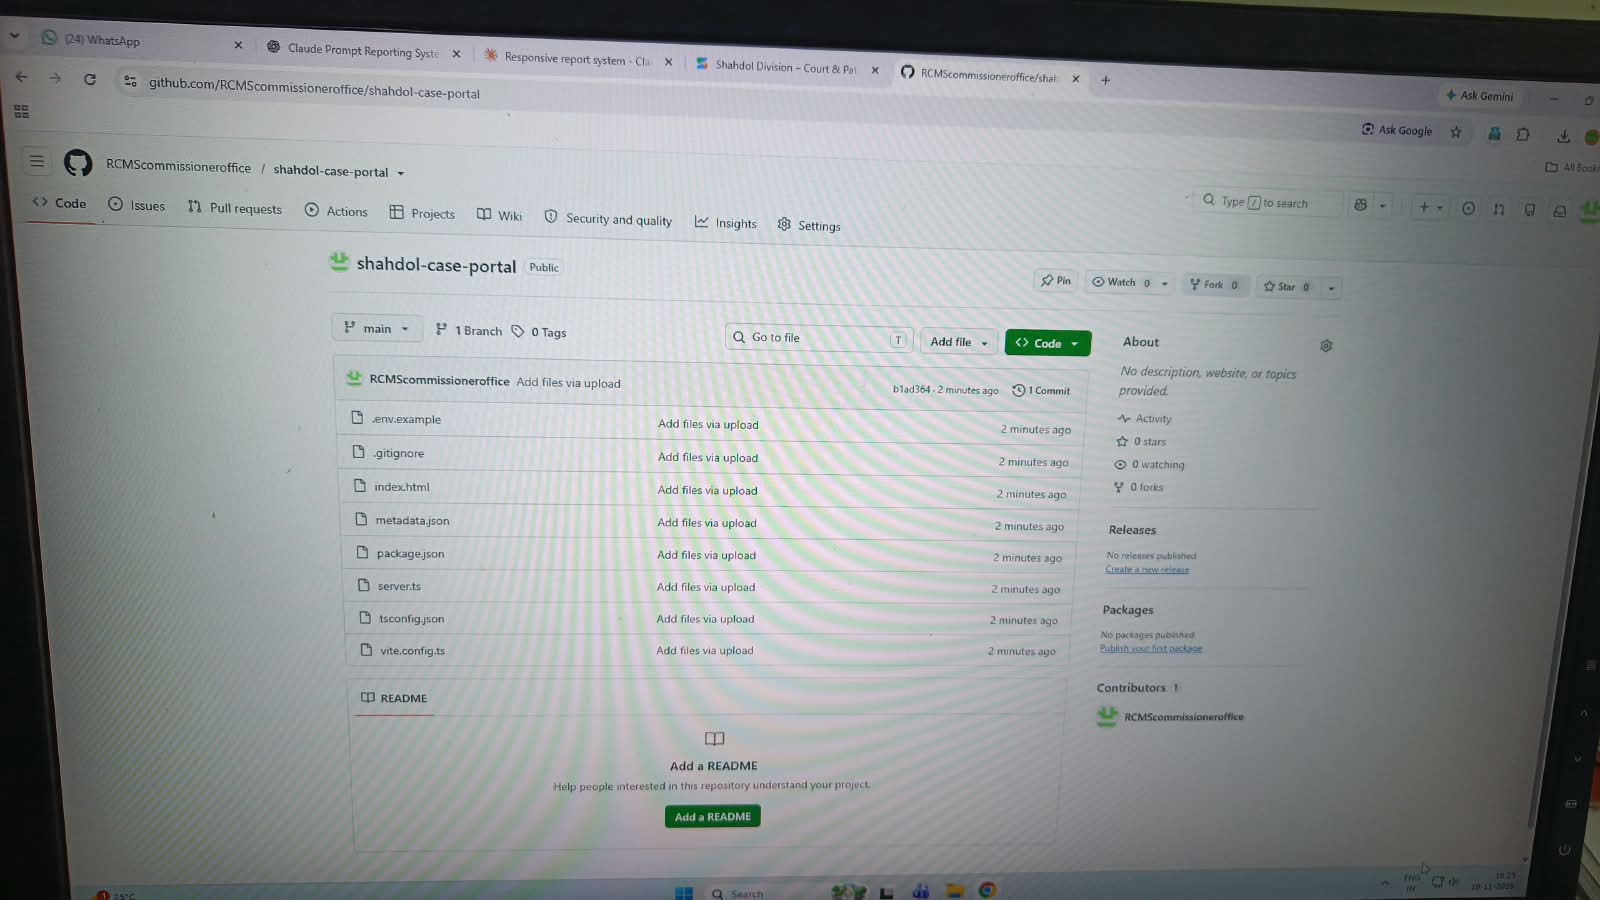 (24) WhatsApp
Claude Prompt Reporting Syste
Responsive report system - Cla
Shahdol Division – Court & Pat
RCMScommissioneroffice/shah
github.com/RCMScommissioneroffice/shahdol-case-portal
Ask Gemini
Ask Google
All Book
RCMScommissioneroffice / shahdol-case-portal
Code Issues Pull requests Actions Projects Wiki Security and quality Insights Settings
Type / to search
shahdol-case-portal Public
Pin Watch 0 Fork 0 Star 0
main 1 Branch 0 Tags
Go to file T Add file Code
RCMScommissioneroffice Add files via upload b1ad364 · 2 minutes ago 1 Commit
.env.example Add files via upload 2 minutes ago
.gitignore Add files via upload 2 minutes ago
index.html Add files via upload 2 minutes ago
metadata.json Add files via upload 2 minutes ago
package.json Add files via upload 2 minutes ago
server.ts Add files via upload 2 minutes ago
tsconfig.json Add files via upload 2 minutes ago
vite.config.ts Add files via upload 2 minutes ago
README
Add a README
Help people interested in this repository understand your project.
Add a README
About
No description, website, or topics
provided.
Activity
0 stars
0 watching
0 forks
Releases
No releases published
Create a new release
Packages
No packages published
Publish your first package
Contributors 1
RCMScommissioneroffice
1 25°C
Search
ENG
IN